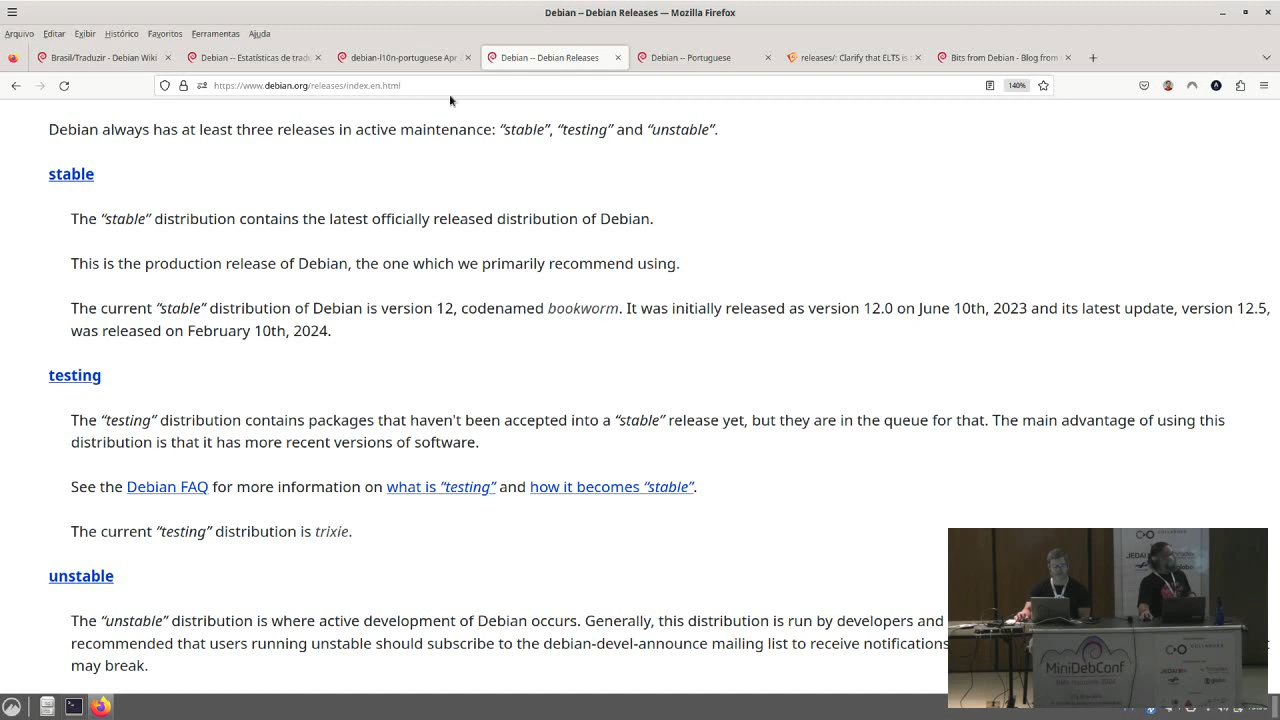 Debian -- Debian Releases — Mozilla Firefox
Arquivo Editar Exibir Histórico Favoritos Ferramentas Ajuda
Brasil/Traduzir - Debian Wiki
Debian -- Estatísticas de trad
debian-l10n-portuguese Apr
Debian -- Debian Releases
Debian -- Portuguese
releases/: Clarify that ELTS is
Bits from Debian - Blog from
https://www.debian.org/releases/index.en.html
140%
Debian always has at least three releases in active maintenance: “stable”, “testing” and “unstable”.
stable
The “stable” distribution contains the latest officially released distribution of Debian.
This is the production release of Debian, the one which we primarily recommend using.
The current “stable” distribution of Debian is version 12, codenamed bookworm. It was initially released as version 12.0 on June 10th, 2023 and its latest update, version 12.5,
was released on February 10th, 2024.
testing
The “testing” distribution contains packages that haven't been accepted into a “stable” release yet, but they are in the queue for that. The main advantage of using this
distribution is that it has more recent versions of software.
See the Debian FAQ for more information on what is “testing” and how it becomes “stable”.
The current “testing” distribution is trixie.
unstable
The “unstable” distribution is where active development of Debian occurs. Generally, this distribution is run by developers and
recommended that users running unstable should subscribe to the debian-devel-announce mailing list to receive notifications
may break.
MiniDebConf